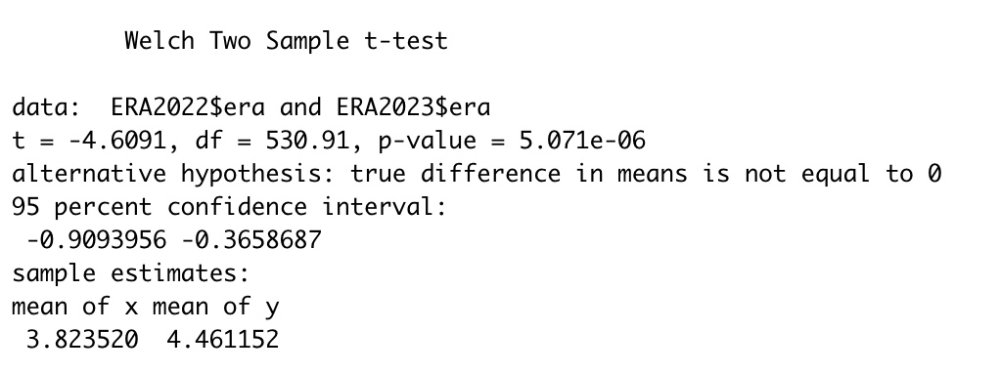 Welch Two Sample t-test
data:  ERA2022$era and ERA2023$era
t = -4.6091, df = 530.91, p-value = 5.071e-06
alternative hypothesis: true difference in means is not equal to 0
95 percent confidence interval:
-0.9093956 -0.3658687
sample estimates:
mean of x mean of y
3.823520  4.461152